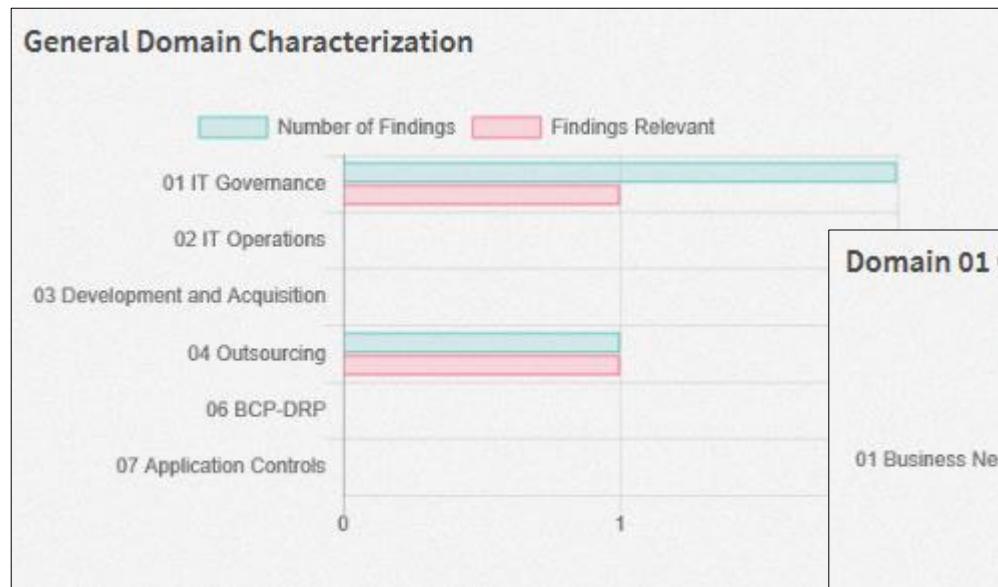 General Domain Characterization
Number of Findings Findings Relevant
01 IT Governance
02 IT Operations
03 Development and Acquisition
04 Outsourcing
06 BCP-DRP
07 Application Controls
0 1
Domain 01
01 Business